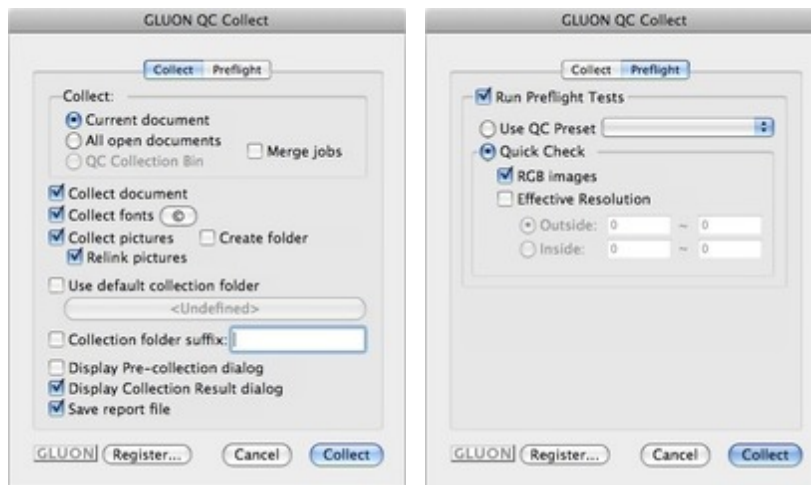 GLUON QC Collect
Collect Preflight
Collect:
Current document
All open documents
QC Collection Bin
Merge jobs
Collect document
Collect fonts ©
Collect pictures Create folder
Relink pictures
Use default collection folder
<Undefined>
Collection folder suffix:
Display Pre-collection dialog
Display Collection Result dialog
Save report file
GLUON Register... Cancel Collect
GLUON QC Collect
Collect Preflight
Run Preflight Tests
Use QC Preset
Quick Check
RGB images
Effective Resolution
Outside: 0 ~ 0
Inside: 0 ~ 0
GLUON Register... Cancel Collect